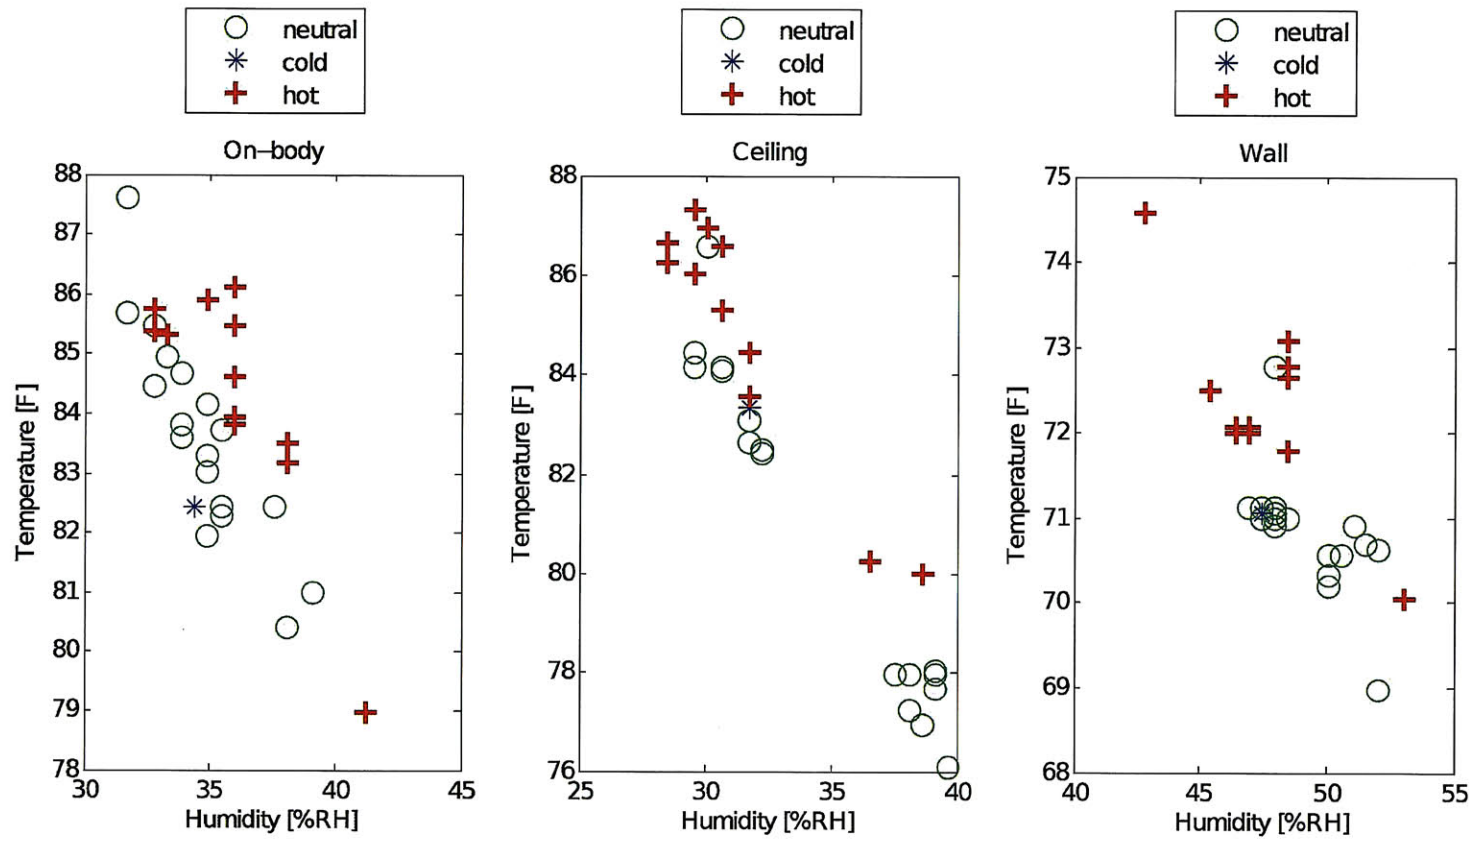 neutral
cold
hot
On-body
88
87
86
85
84
83
82
81
80
79
78
30
35
40
45
Temperature [F]
Humidity [%RH]
neutral
cold
hot
Ceiling
88
86
84
82
80
78
76
25
30
35
40
Temperature [F]
Humidity [%RH]
neutral
cold
hot
Wall
75
74
73
72
71
70
69
68
40
45
50
55
Temperature [F]
Humidity [%RH]